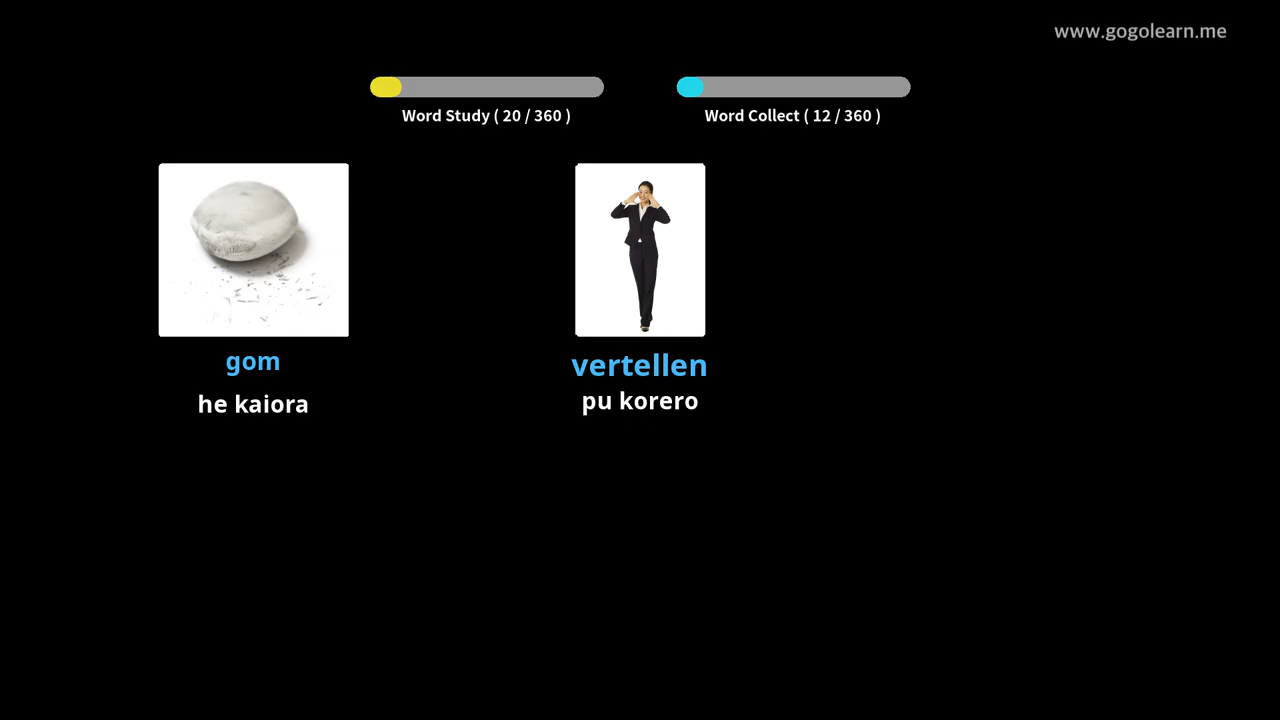 www.gogolearn.me
Word Study ( 20 / 360 )
Word Collect ( 12 / 360 )
gom
he kaiora
vertellen
pu korero